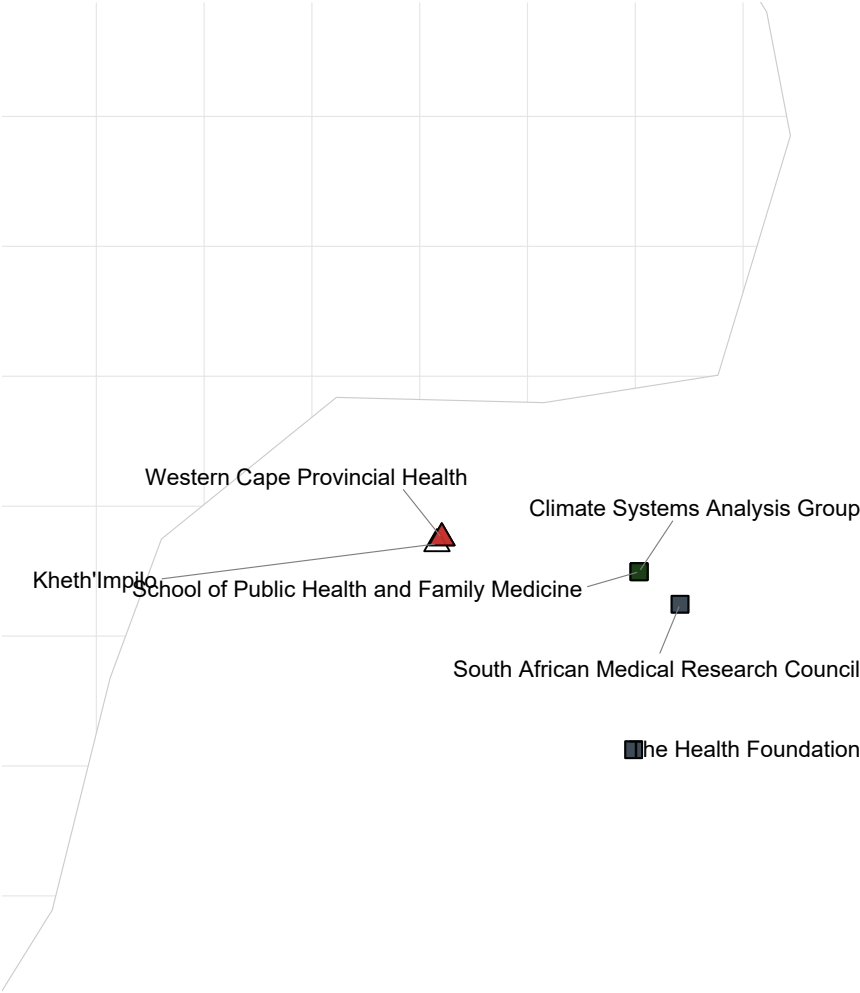 Western Cape Provincial Health
Climate Systems Analysis Group
Kheth'Impilo
School of Public Health and Family Medicine
South African Medical Research Council
he Health Foundation